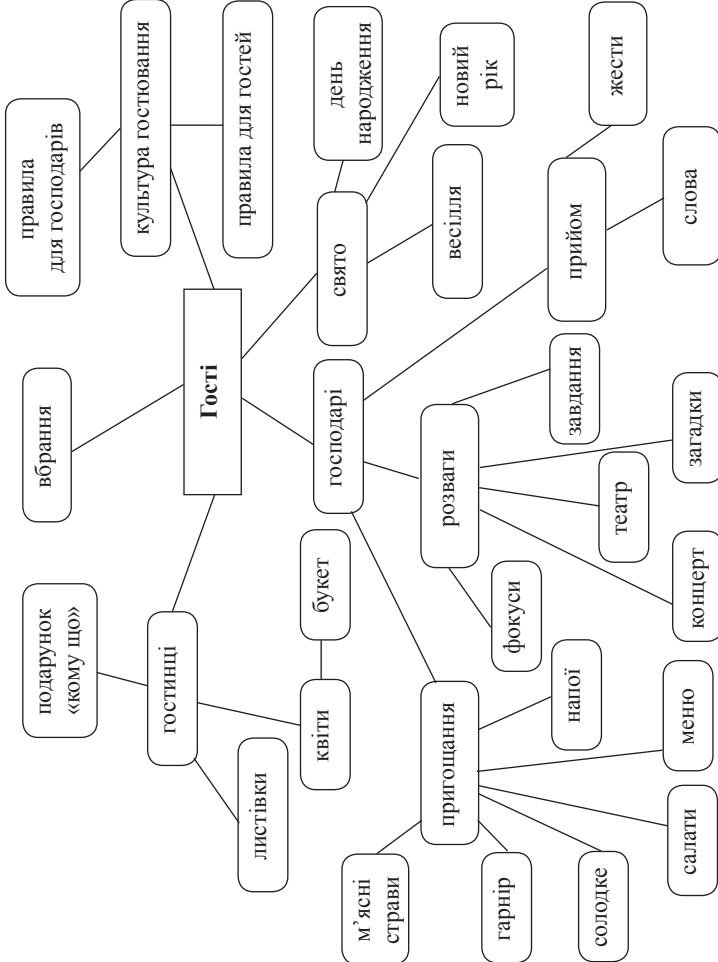 подарунок
«кому що»
вбрання
правила
для господарів
гостинці
Гості
культура гостювання
листівки
квіти
букет
господарі
свято
день
народження
правила для гостей
м’ясні
страви
пригощання
розваги
весілля
новий
рік
гарнір
фокуси
напої
завдання
прийом
жести
солодке
театр
салати
меню
концерт
загадки
слова